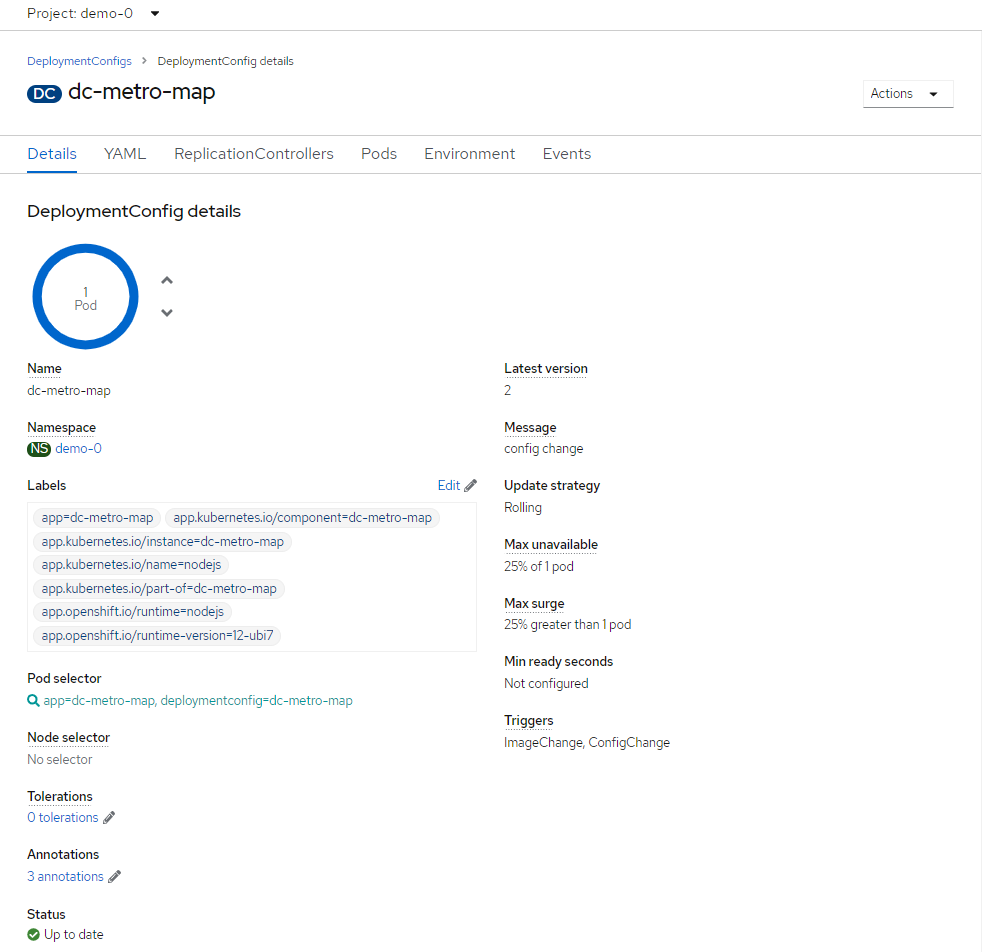 Project: demo-0
DeploymentConfigs > DeploymentConfig details
DC dc-metro-map
Actions
Details YAML ReplicationControllers Pods Environment Events
DeploymentConfig details
1
Pod
Name
dc-metro-map
Namespace
NS demo-0
Labels Edit
app=dc-metro-map app.kubernetes.io/component=dc-metro-map
app.kubernetes.io/instance=dc-metro-map
app.kubernetes.io/name=nodejs
app.kubernetes.io/part-of=dc-metro-map
app.openshift.io/runtime=nodejs
app.openshift.io/runtime-version=12-ubi7
Pod selector
app=dc-metro-map, deploymentconfig=dc-metro-map
Node selector
No selector
Tolerations
0 tolerations
Annotations
3 annotations
Status
Up to date
Latest version
2
Message
config change
Update strategy
Rolling
Max unavailable
25% of 1 pod
Max surge
25% greater than 1 pod
Min ready seconds
Not configured
Triggers
ImageChange, ConfigChange